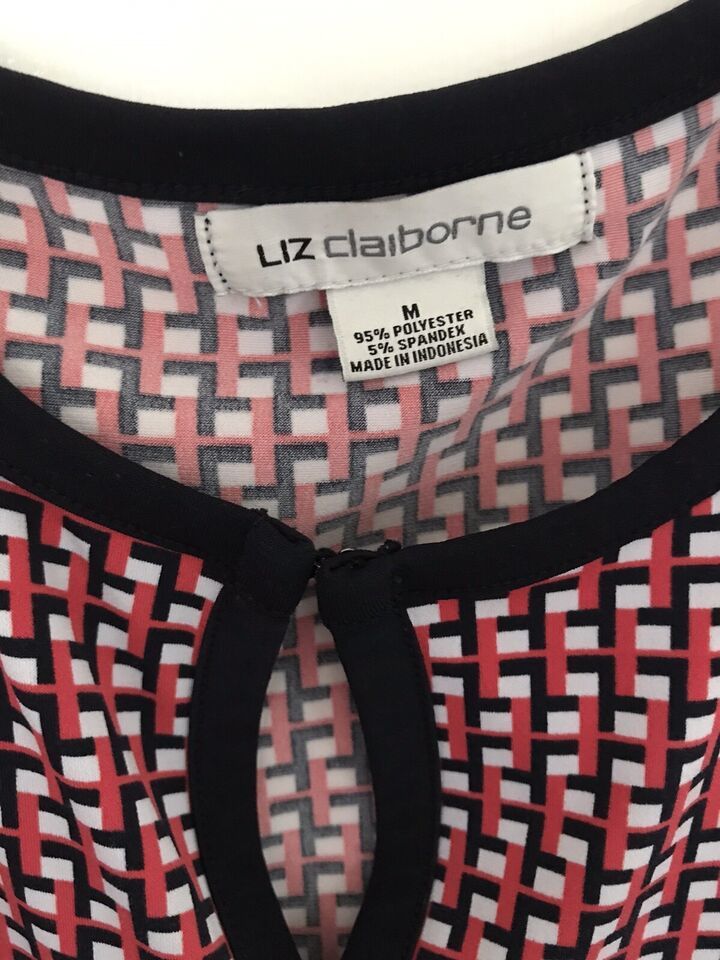 LIZ claiborne
M
95% POLYESTER
5% SPANDEX
MADE IN INDONESIA